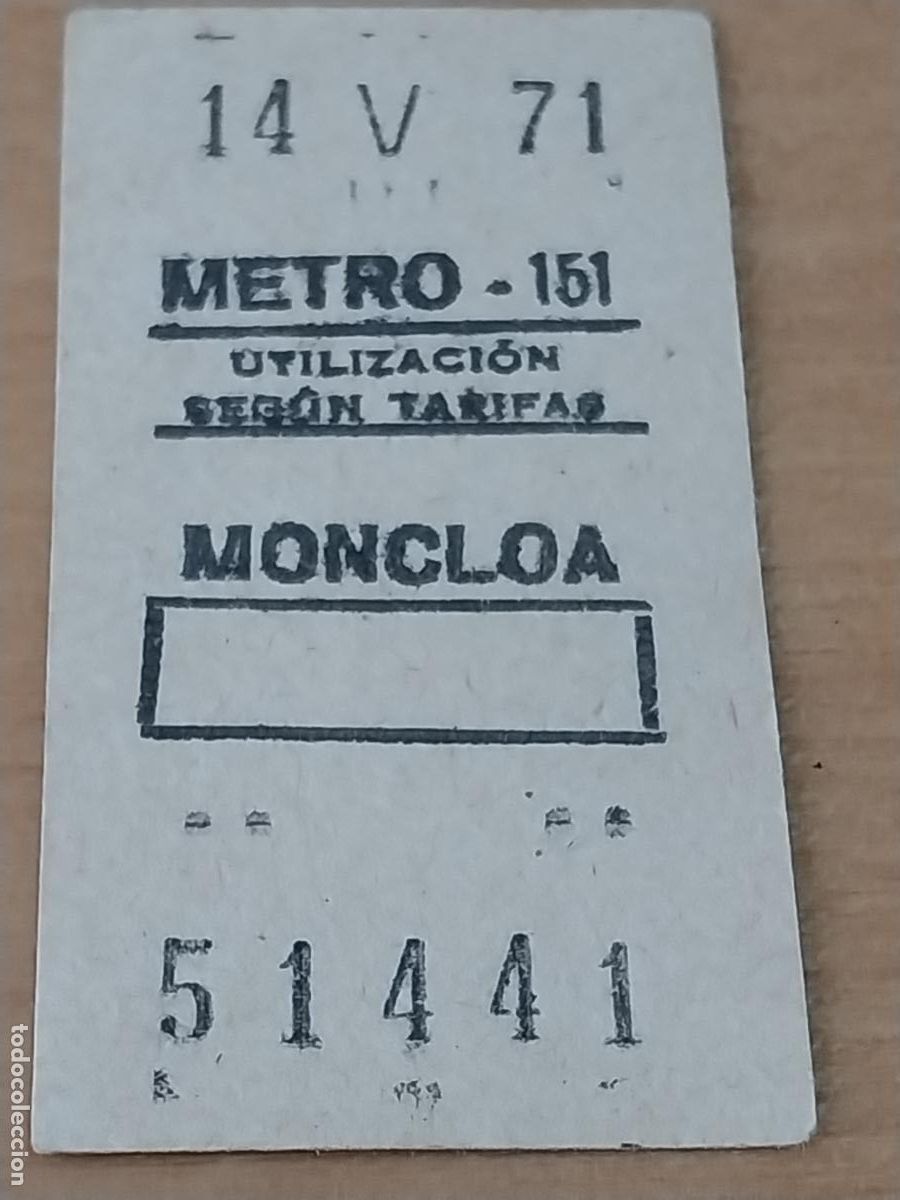 14 V 71
METRO - 151
UTILIZACIÓN
SEGÚN TARIFAS
MONCLOA
51441
todocoleccion